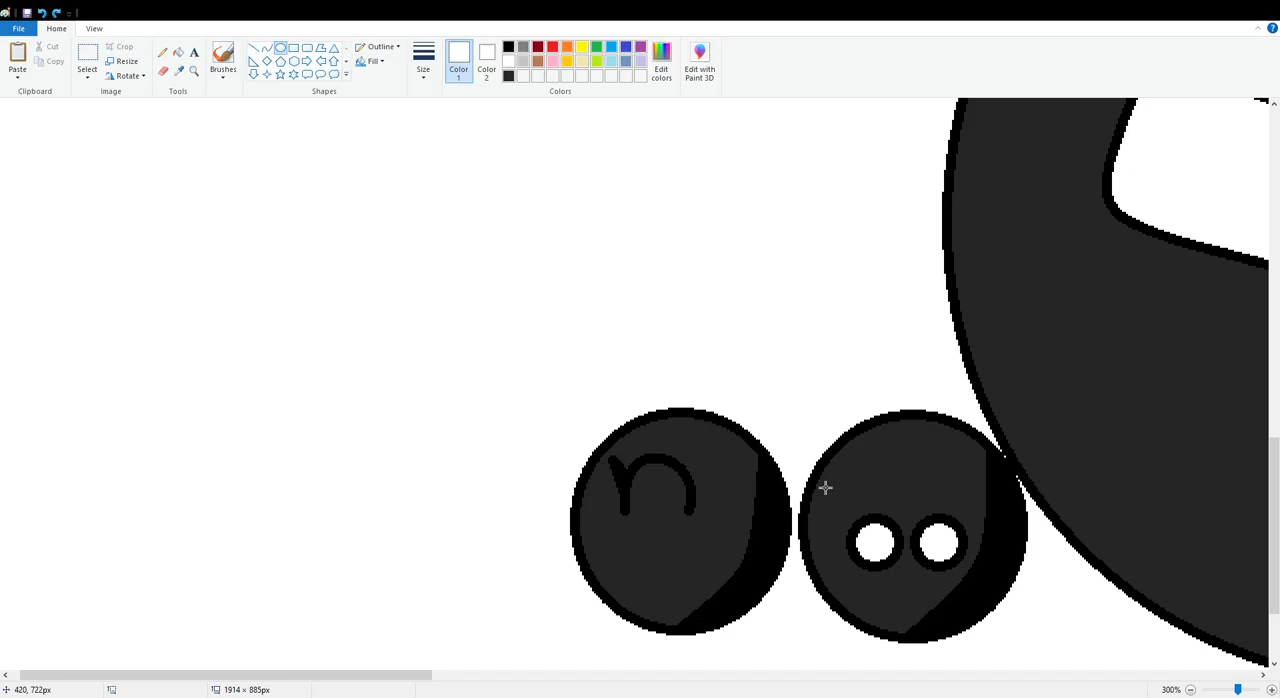 File Home View
Paste Cut Copy Clipboard
Select Crop Resize Rotate Image
Tools
Brushes
Outline Fill Shapes
Size
Color 1
Color 2
Edit colors
Colors
Edit with Paint 3D
n
420, 722px 1914 × 885px 300%